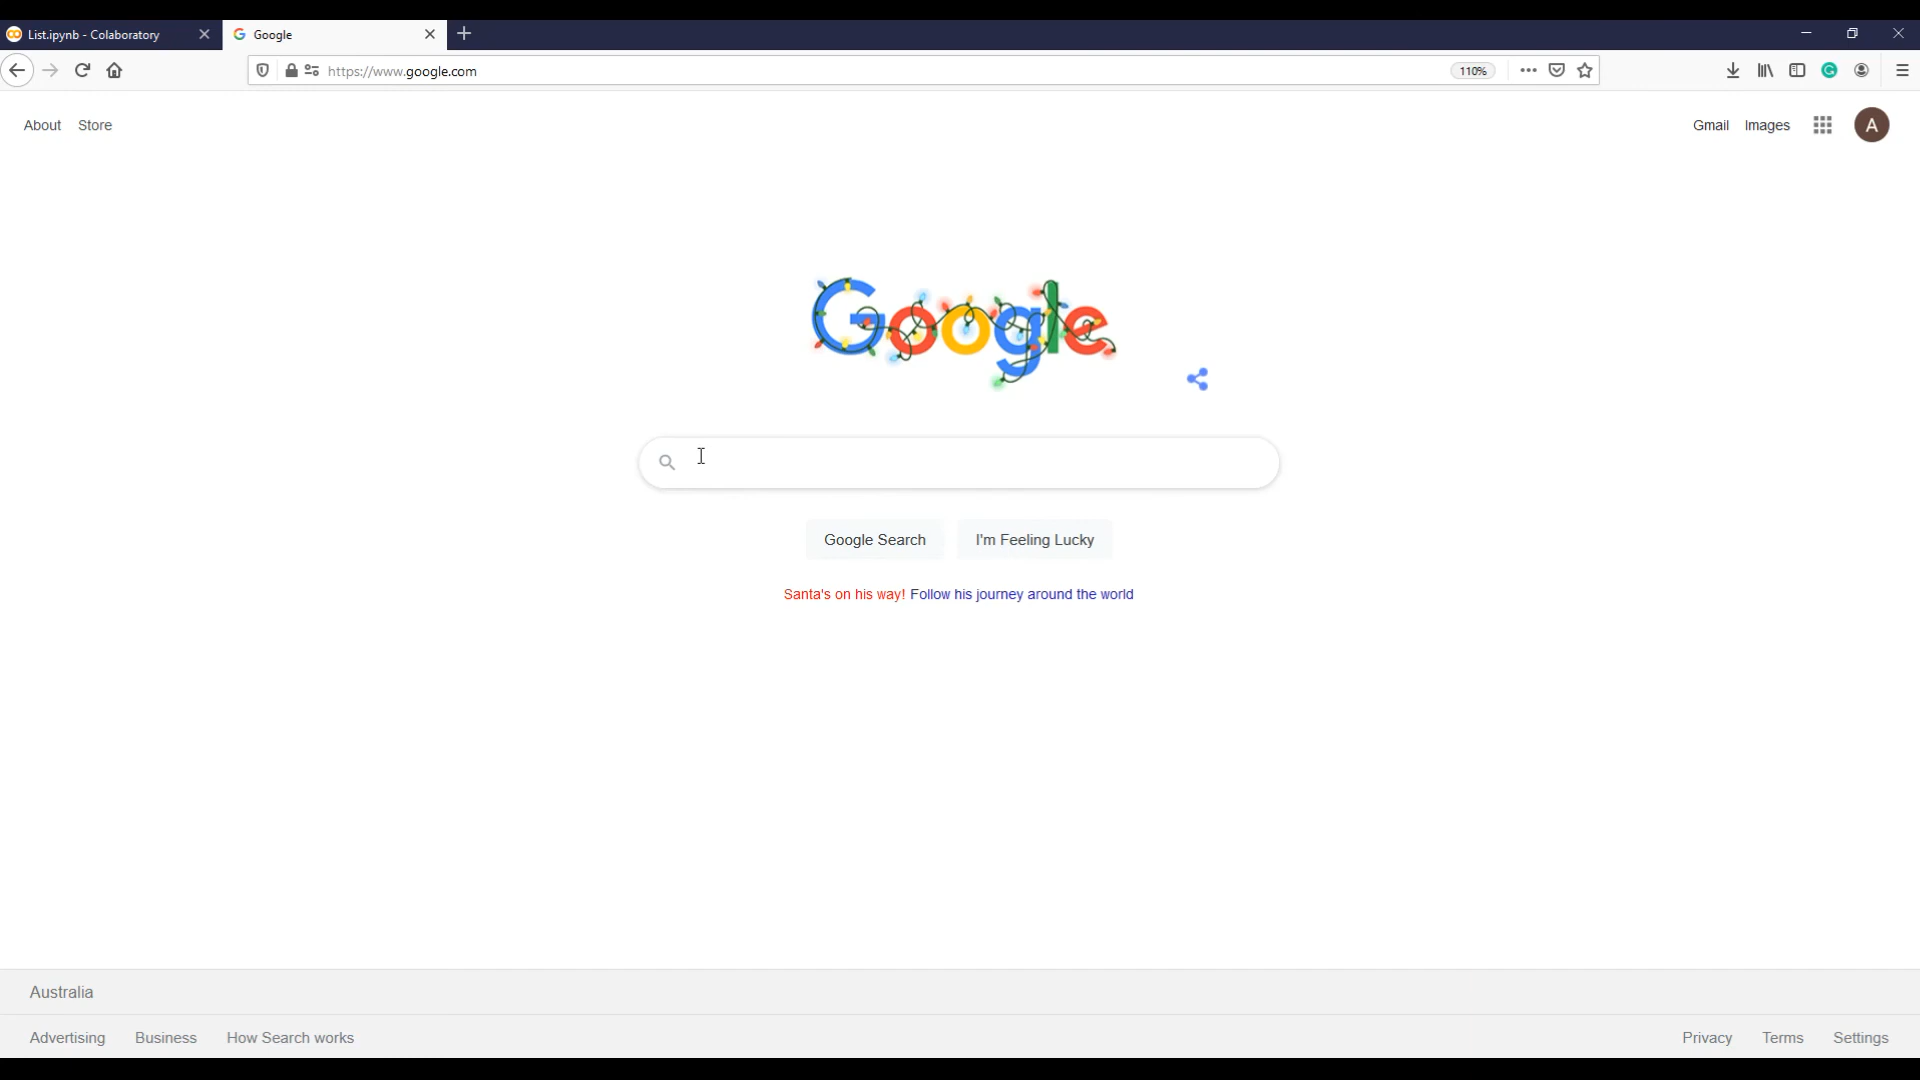 List.ipynb - Colaboratory
Google
https://www.google.com
110%
About Store
Gmail Images
A
Google
Google Search
I'm Feeling Lucky
Santa's on his way! Follow his journey around the world
Australia
Advertising Business How Search works
Privacy Terms Settings